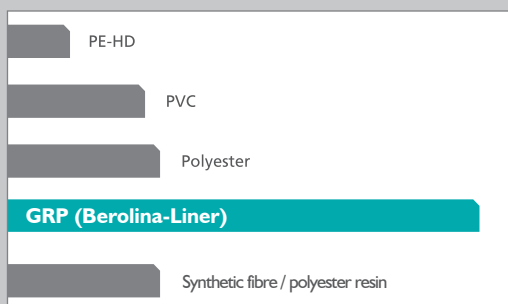 PE-HD
PVC
Polyester
GRP (Berolina-Liner)
Synthetic fibre / polyester resin